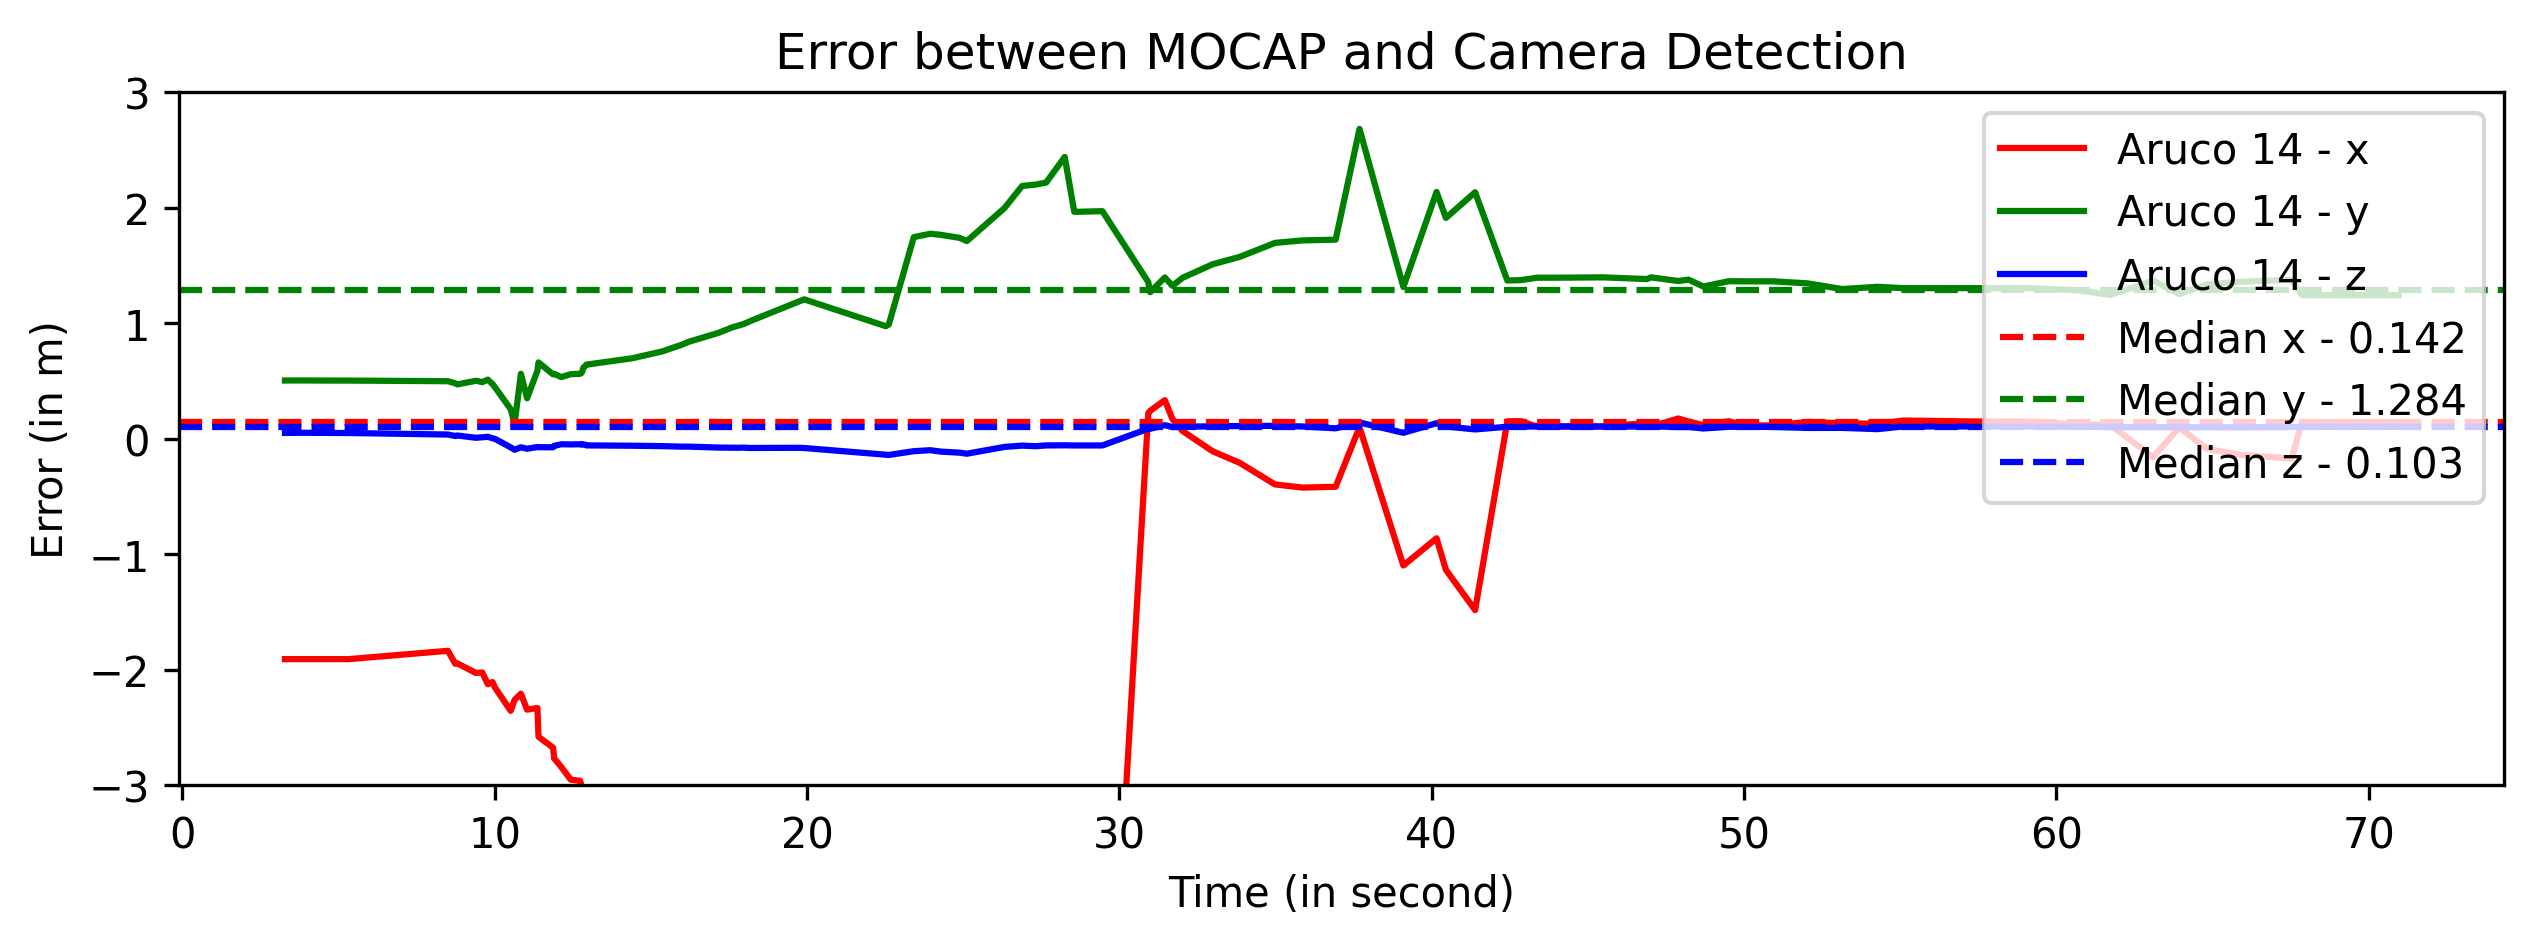 Error between MOCAP and Camera Detection
3
2
1
0
−1
−2
−3
Error (in m)
Aruco 14 - x
Aruco 14 - y
Aruco 14 - z
Median x - 0.142
Median y - 1.284
Median z - 0.103
0 10 20 30 40 50 60 70
Time (in second)